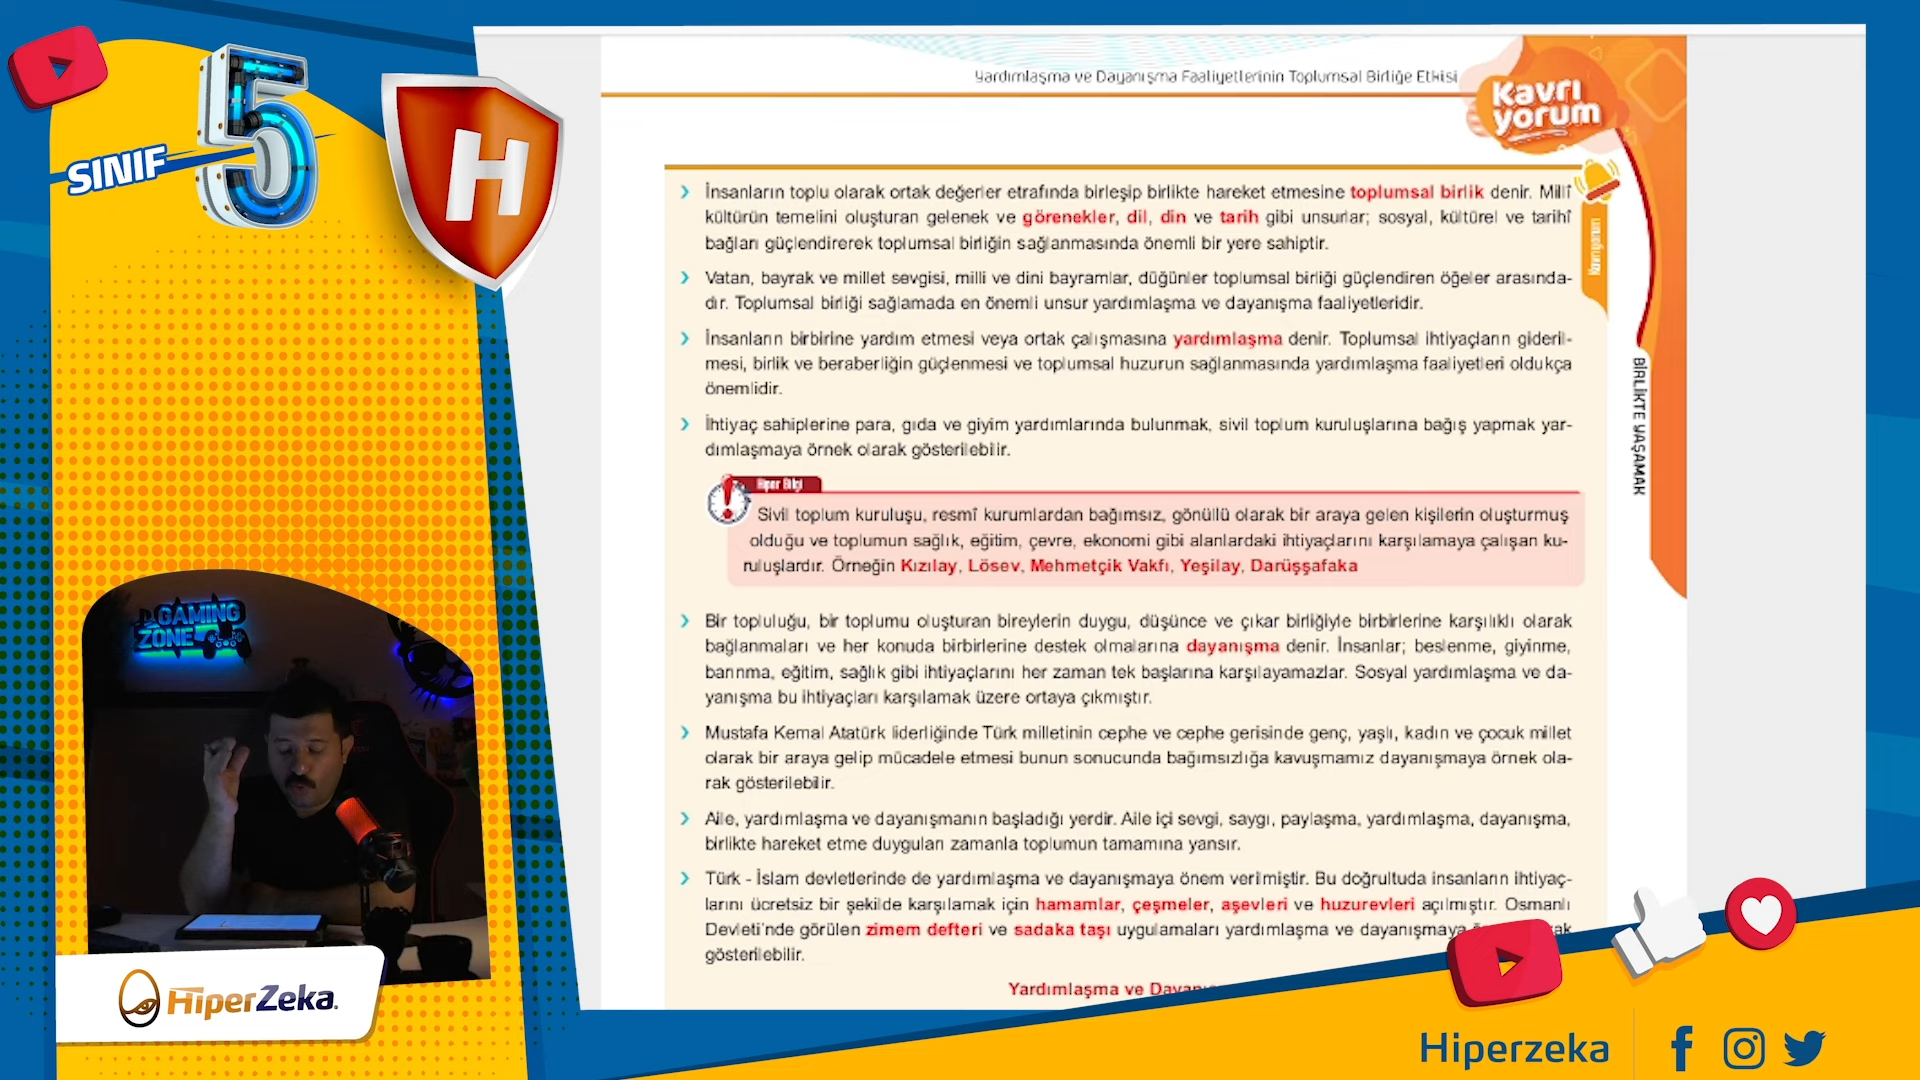 SINIF 5
H
Yardımlaşma ve Dayanışma Faaliyetlerinin Toplumsal Birliğe Etkisi
Kavrı
yorum
İnsanların toplu olarak ortak değerler etrafında birleşip birlikte hareket etmesine toplumsal birlik denir. Millî
kültürün temelini oluşturan gelenek ve görenekler, dil, din ve tarih gibi unsurlar; sosyal, kültürel ve tarihî
bağları güçlendirerek toplumsal birliğin sağlanmasında önemli bir yere sahiptir.
Vatan, bayrak ve millet sevgisi, milli ve dini bayramlar, düğünler toplumsal birliği güçlendiren öğeler arasında-
dır. Toplumsal birliği sağlamada en önemli unsur yardımlaşma ve dayanışma faaliyetleridir.
İnsanların birbirine yardım etmesi veya ortak çalışmasına yardımlaşma denir. Toplumsal ihtiyaçların gideril-
mesi, birlik ve beraberliğin güçlenmesi ve toplumsal huzurun sağlanmasında yardımlaşma faaliyetleri oldukça
önemlidir.
İhtiyaç sahiplerine para, gıda ve giyim yardımlarında bulunmak, sivil toplum kuruluşlarına bağış yapmak yar-
dımlaşmaya örnek olarak gösterilebilir.
Hiper Bilgi
Sivil toplum kuruluşu, resmî kurumlardan bağımsız, gönüllü olarak bir araya gelen kişilerin oluşturmuş
olduğu ve toplumun sağlık, eğitim, çevre, ekonomi gibi alanlardaki ihtiyaçlarını karşılamaya çalışan ku-
ruluşlardır. Örneğin Kızılay, Lösev, Mehmetçik Vakfı, Yeşilay, Darüşşafaka
Bir topluluğu, bir toplumu oluşturan bireylerin duygu, düşünce ve çıkar birliğiyle birbirlerine karşılıklı olarak
bağlanmaları ve her konuda birbirlerine destek olmalarına dayanışma denir. İnsanlar; beslenme, giyinme,
barınma, eğitim, sağlık gibi ihtiyaçlarını her zaman tek başlarına karşılayamazlar. Sosyal yardımlaşma ve da-
yanışma bu ihtiyaçları karşılamak üzere ortaya çıkmıştır.
Mustafa Kemal Atatürk liderliğinde Türk milletinin cephe ve cephe gerisinde genç, yaşlı, kadın ve çocuk millet
olarak bir araya gelip mücadele etmesi bunun sonucunda bağımsızlığa kavuşmamız dayanışmaya örnek ola-
rak gösterilebilir.
Aile, yardımlaşma ve dayanışmanın başladığı yerdir. Aile içi sevgi, saygı, paylaşma, yardımlaşma, dayanışma,
birlikte hareket etme duyguları zamanla toplumun tamamına yansır.
Türk - İslam devletlerinde de yardımlaşma ve dayanışmaya önem verilmiştir. Bu doğrultuda insanların ihtiyaç-
larını ücretsiz bir şekilde karşılamak için hamamlar, çeşmeler, aşevleri ve huzurevleri açılmıştır. Osmanlı
Devleti'nde görülen zimem defteri ve sadaka taşı uygulamaları yardımlaşma ve dayanışmaya
gösterilebilir.
Yardımlaşma ve
BİRLİKTE YAŞAMAK
GAMING
ZONE
HiperZeka.
Hiperzeka